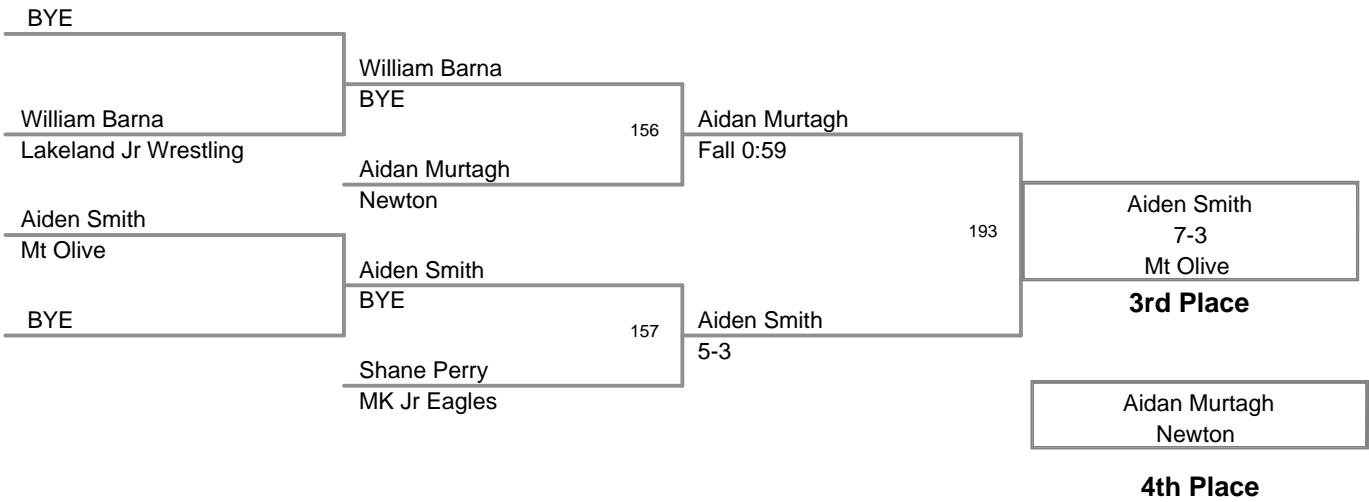 BYE
William Barna
BYE
William Barna
Lakeland Jr Wrestling
156
Aidan Murtagh
Fall 0:59
Aidan Murtagh
Newton
Aiden Smith
Mt Olive
193
Aiden Smith
7-3
Mt Olive
3rd Place
Aiden Smith
BYE
BYE
157
Aiden Smith
5-3
Shane Perry
MK Jr Eagles
Aidan Murtagh
Newton
4th Place